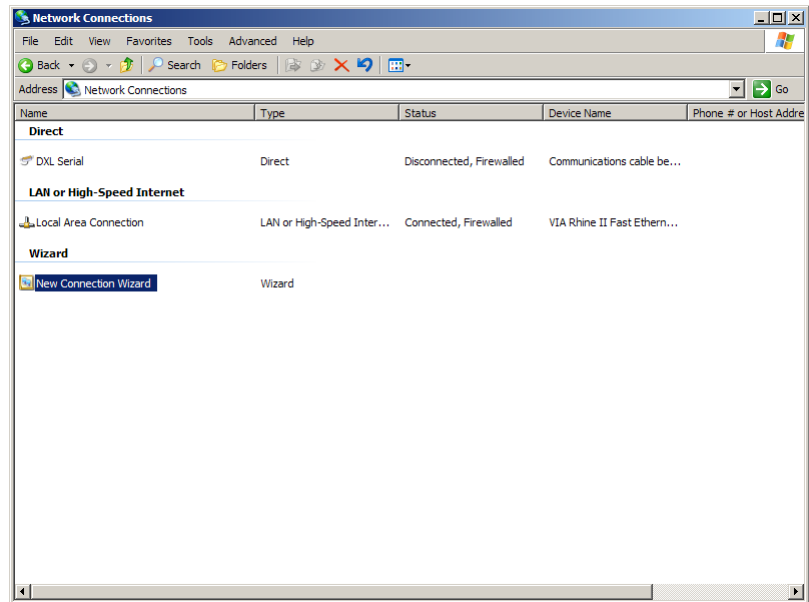 Network Connections
File Edit View Favorites Tools Advanced Help
Back Search Folders
Address Network Connections Go
Name Type Status Device Name Phone # or Host Addre
Direct
DXL Serial Direct Disconnected, Firewalled Communications cable be...
LAN or High-Speed Internet
Local Area Connection LAN or High-Speed Inter... Connected, Firewalled VIA Rhine II Fast Ethern...
Wizard
New Connection Wizard Wizard